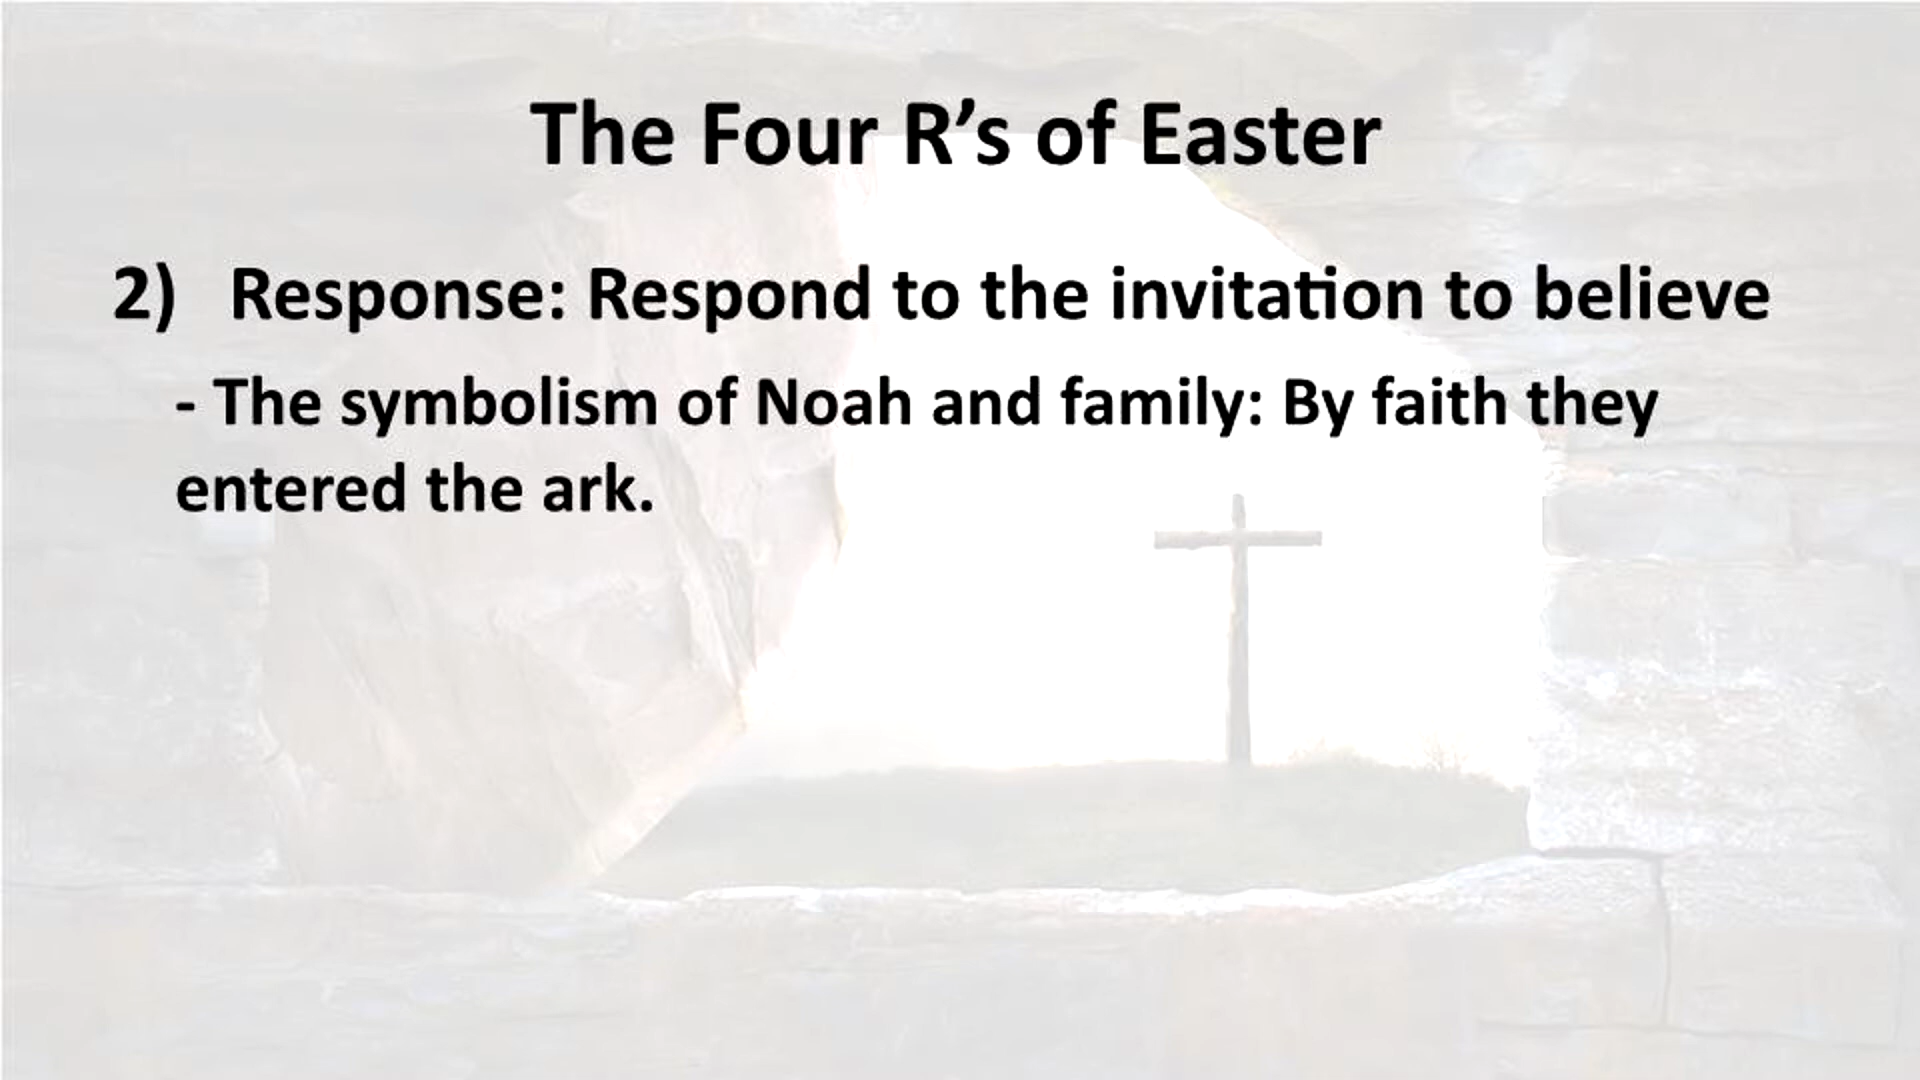 The Four R’s of Easter
2) Response: Respond to the invitation to believe
- The symbolism of Noah and family: By faith they
entered the ark.